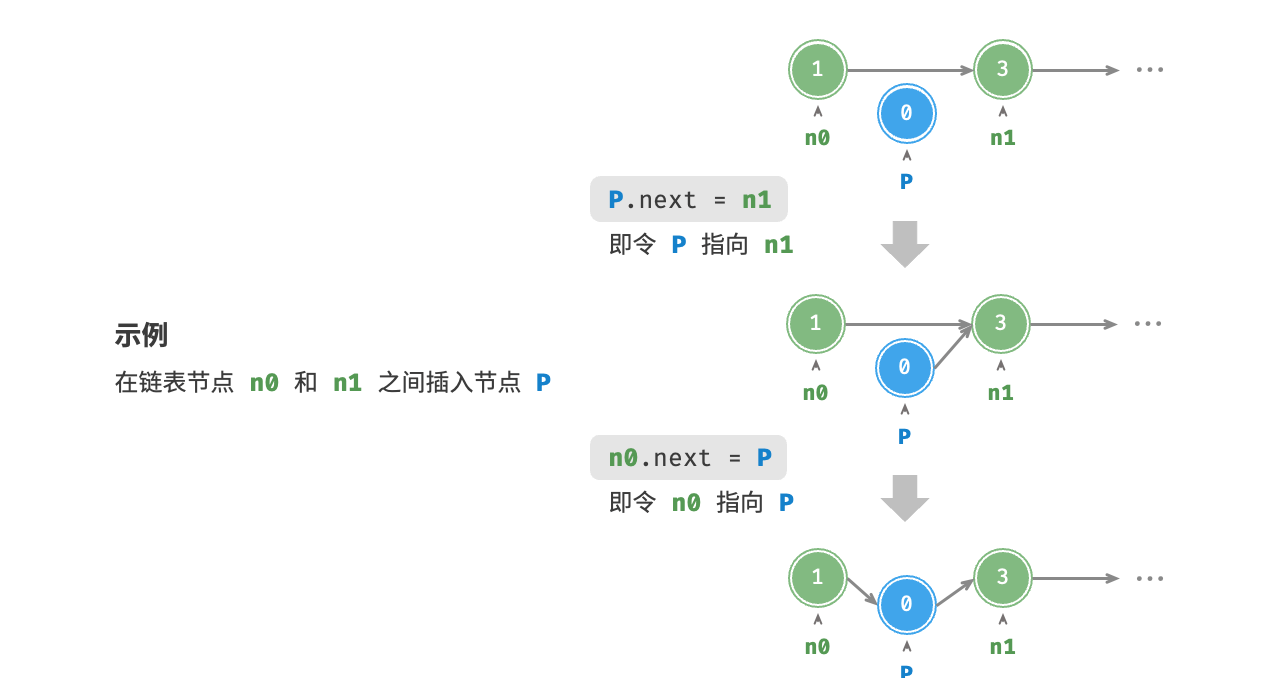 示例
在链表节点 n0 和 n1 之间插入节点 P
1 3 ...
0
n0 n1
P
P.next = n1
即令 P 指向 n1
1 3 ...
0
n0 n1
P
n0.next = P
即令 n0 指向 P
1 3 ...
0
n0 n1
P